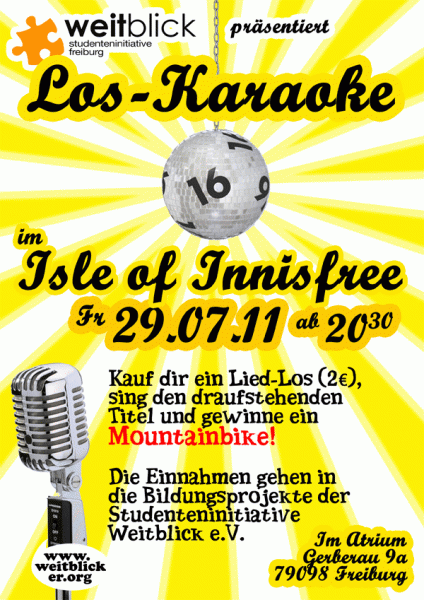 weitblick
studenteninitiative
freiburg
präsentiert
Los-Karaoke
16
im
Isle of Innisfree
Fr 29.07.11 ab 20 30
Kauf dir ein Lied-Los (2€),
sing den draufstehenden
Titel und gewinne ein
Mountainbike!
Die Einnahmen gehen in
die Bildungsprojekte der
Studenteninitiative
Weitblick e.V.
www.
weitblick
er.org
Im Atrium
Gerberau 9a
79098 Freiburg